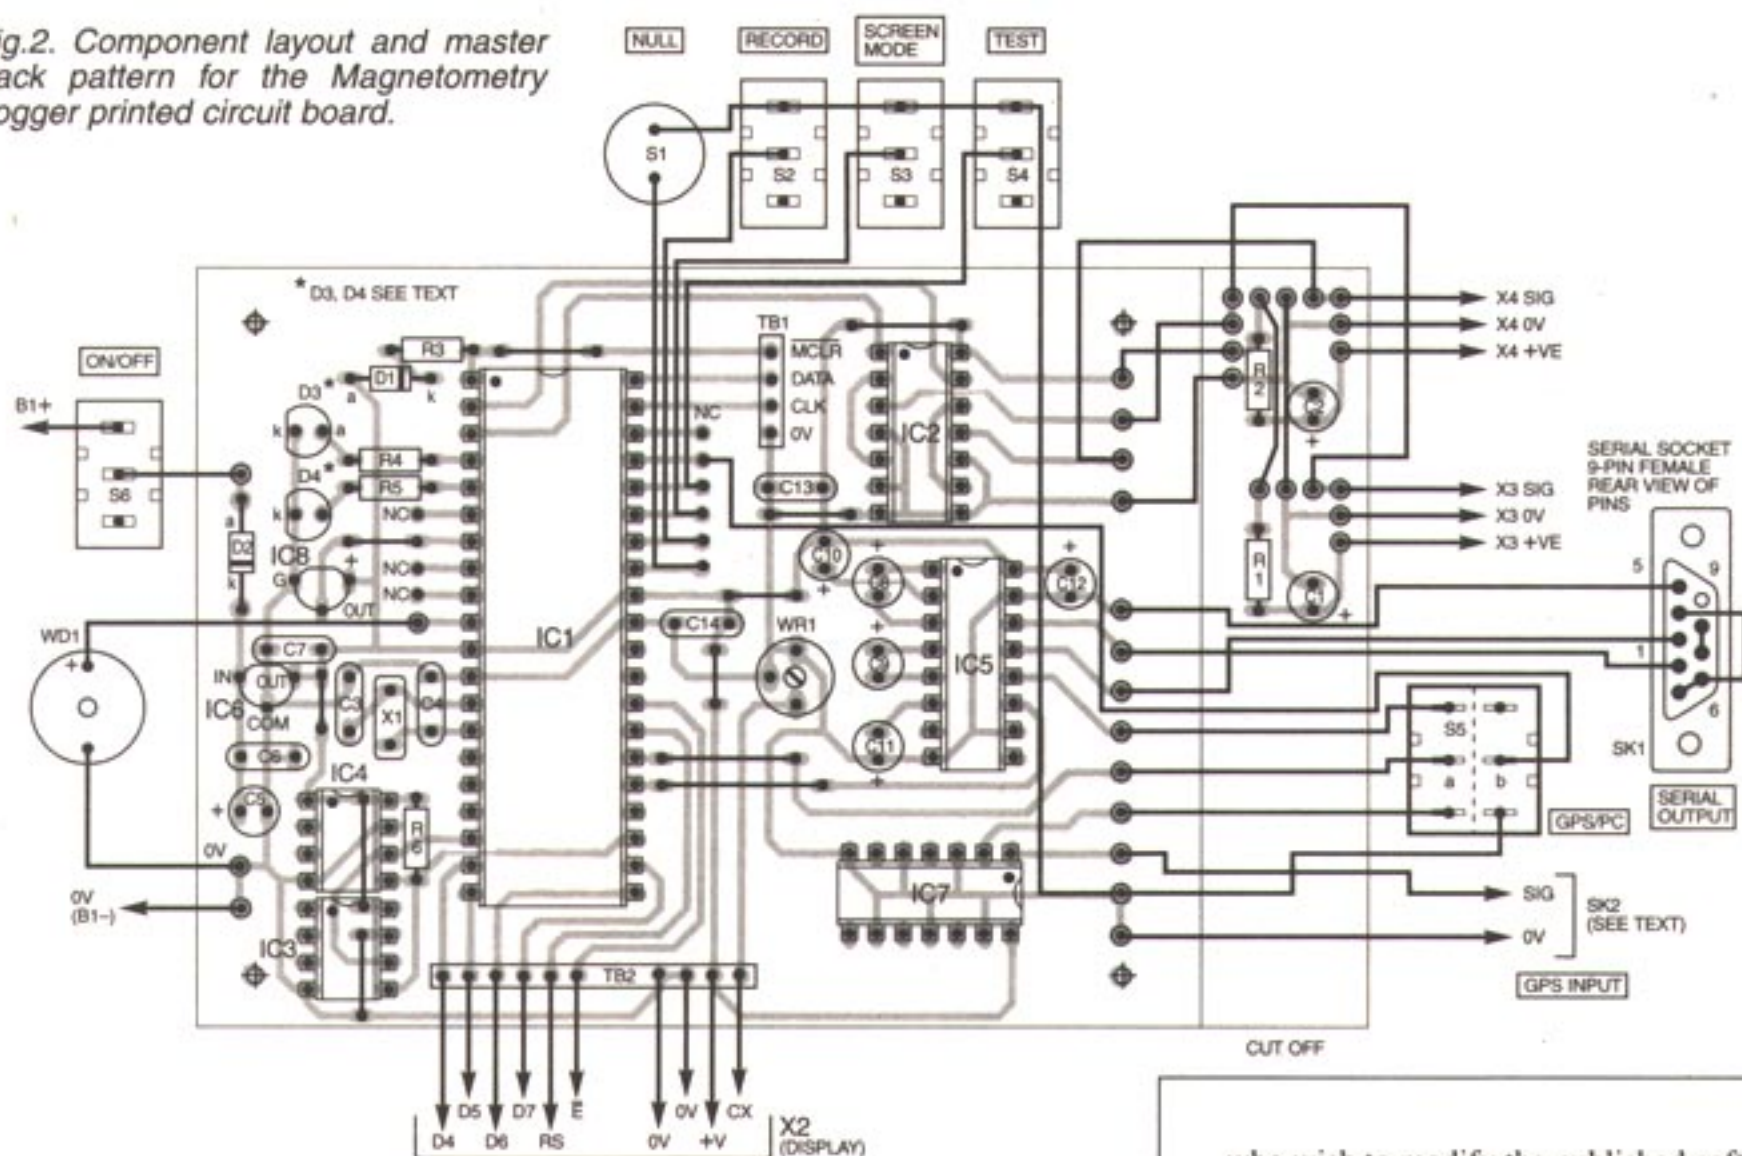 ig.2. Component layout and master
ack pattern for the Magnetometry
ogger printed circuit board.
NULL
RECORD
SCREEN
MODE
TEST
S1
S2
S3
S4
* D3, D4 SEE TEXT
TB1
MCLR
DATA
CLK
0V
NC
R3
D1
a
k
ON/OFF
B1+
S6
D3 *
k
a
D4 *
k
R4
R5
NC
a
D2
k
IC8
G
+
OUT
NC
NC
WD1
+
C7
IN
OUT
IC6
COM
C3
X1
C4
C6
IC4
+
C5
R6
0V
0V
(B1–)
IC3
IC1
IC2
C13
C10
+
+
C8
+
C9
C11
+
+
C12
C14
WR1
IC5
IC7
TB2
R2
C2
+
R1
C1
+
X4 SIG
X4 0V
X4 +VE
X3 SIG
X3 0V
X3 +VE
SERIAL SOCKET
9-PIN FEMALE
REAR VIEW OF
PINS
5
9
1
6
SK1
SERIAL
OUTPUT
S5
a
b
GPS/PC
SIG
0V
SK2
(SEE TEXT)
GPS INPUT
CUT OFF
D5
D7
E
0V
CX
D4
D6
RS
0V
+V
X2
(DISPLAY)
who wish to modify the published soft